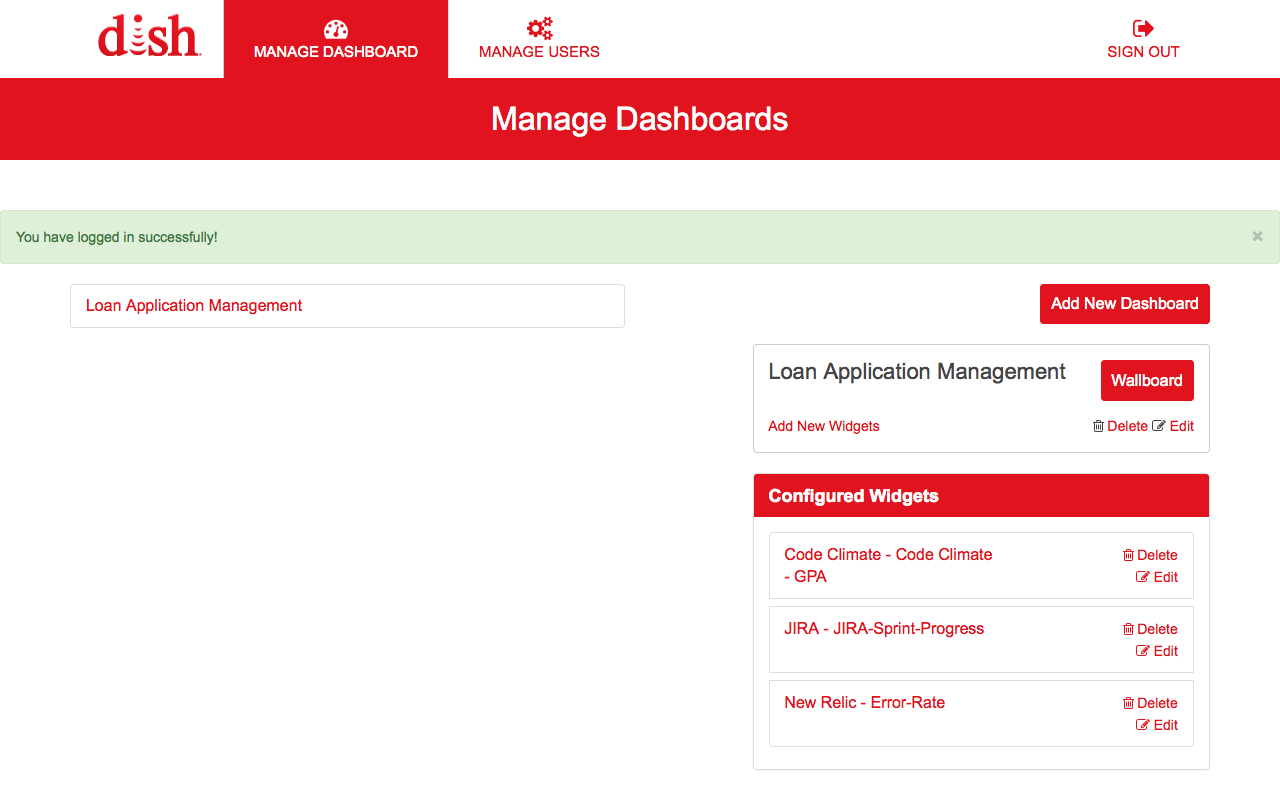 dish
MANAGE DASHBOARD
MANAGE USERS
SIGN OUT
Manage Dashboards
You have logged in successfully!
Loan Application Management
Add New Dashboard
Loan Application Management
Wallboard
Add New Widgets
Delete Edit
Configured Widgets
Code Climate - Code Climate
- GPA
Delete
Edit
JIRA - JIRA-Sprint-Progress
Delete
Edit
New Relic - Error-Rate
Delete
Edit